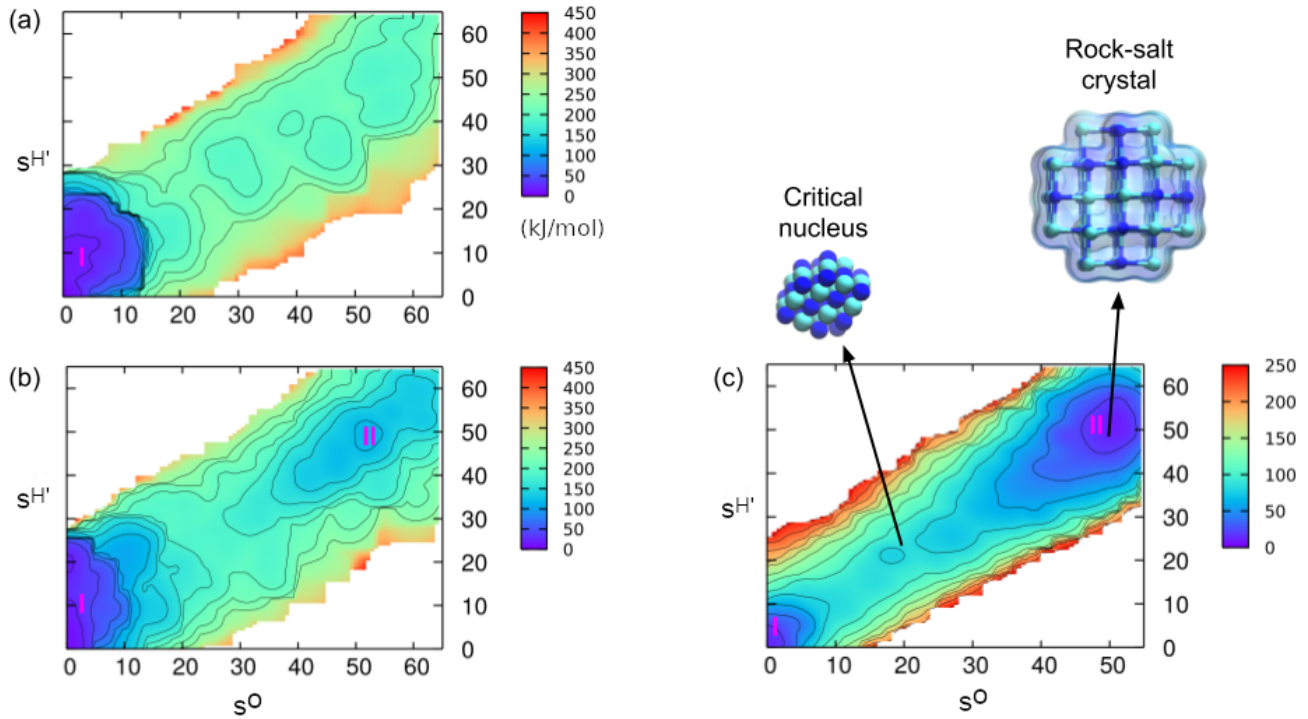 (a)
60
50
40
30
20
10
0
s^H'
0 10 20 30 40 50 60
450
400
350
300
250
200
150
100
50
0
(kJ/mol)
I
(b)
60
50
40
30
20
10
0
s^H'
0 10 20 30 40 50 60
s^O
450
400
350
300
250
200
150
100
50
0
I
II
Critical
nucleus
Rock-salt
crystal
(c)
60
50
40
30
20
10
0
s^H'
0 10 20 30 40 50
s^O
250
200
150
100
50
0
I
II